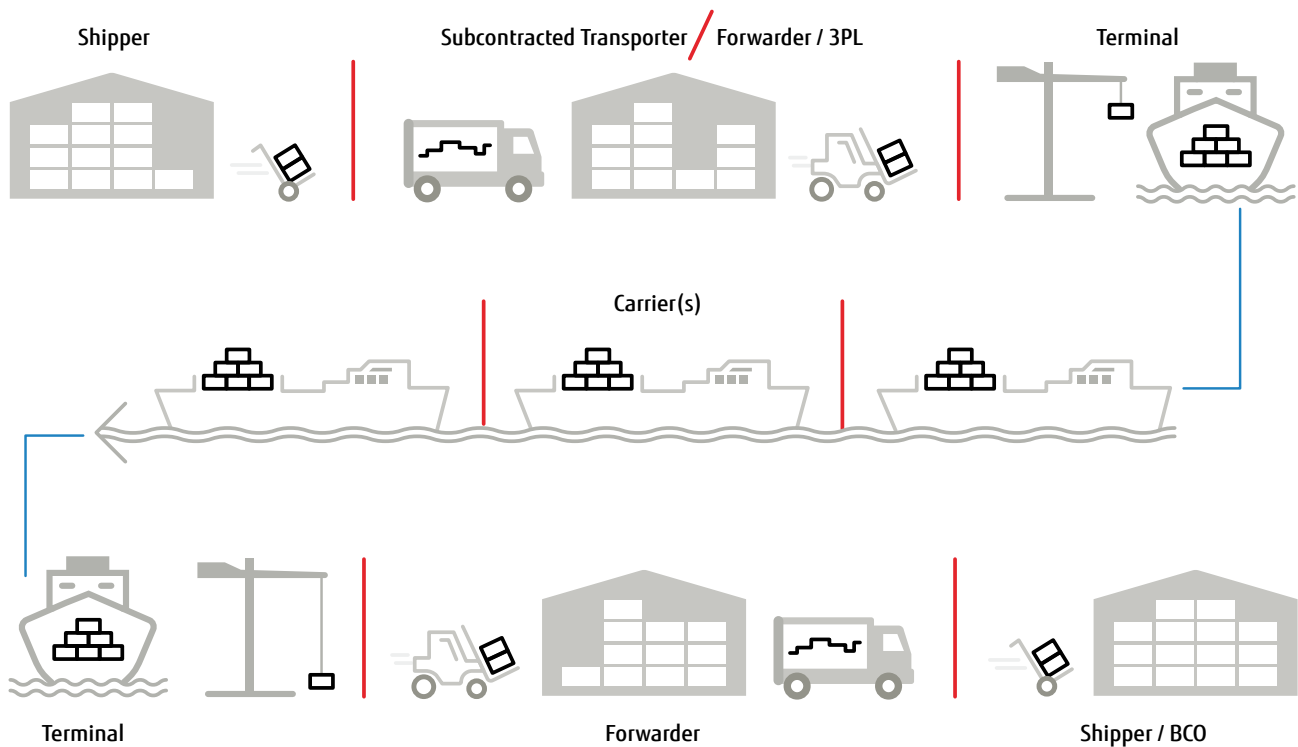 Shipper
Subcontracted Transporter / Forwarder / 3PL
Terminal
Carrier(s)
Terminal
Forwarder
Shipper / BCO